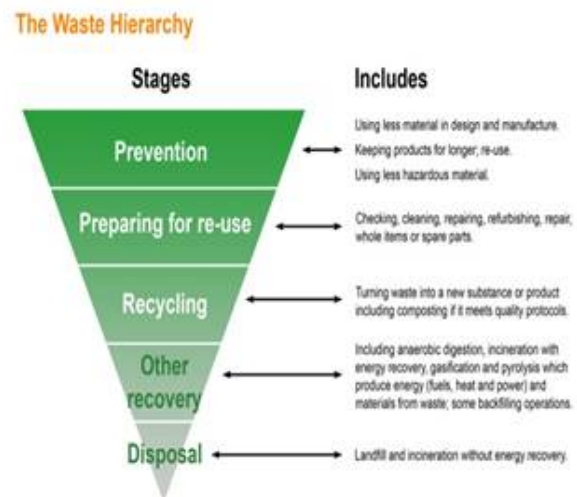 The Waste Hierarchy
Stages
Includes
Prevention
Using less material in design and manufacture.
Keeping products for longer; re-use.
Using less hazardous material.
Preparing for re-use
Checking, cleaning, repairing, refurbishing, repair,
whole items or spare parts.
Recycling
Turning waste into a new substance or product
including composting if it meets quality protocols.
Other
recovery
Including anaerobic digestion, incineration with
energy recovery, gasification and pyrolysis which
produce energy (fuels, heat and power) and
materials from waste; some backfilling operations.
Disposal
Landfill and incineration without energy recovery.